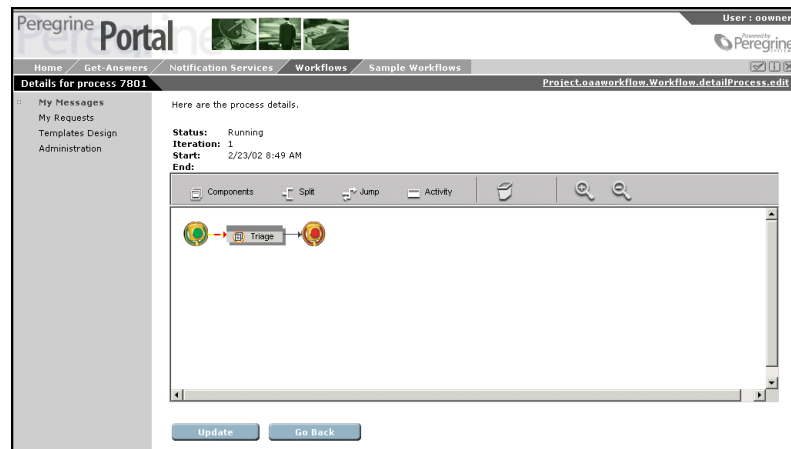 Peregrine Portal
User : oowner
Powered by
Peregrine
Home
Get-Answers
Notification Services
Workflows
Sample Workflows
Details for process 7801
Project.oaaworkflow.Workflow.detailProcess.edit
My Messages
My Requests
Templates Design
Administration
Here are the process details.
Status: Running
Iteration: 1
Start: 2/23/02 8:49 AM
End:
Components
Split
Jump
Activity
Triage
Update
Go Back